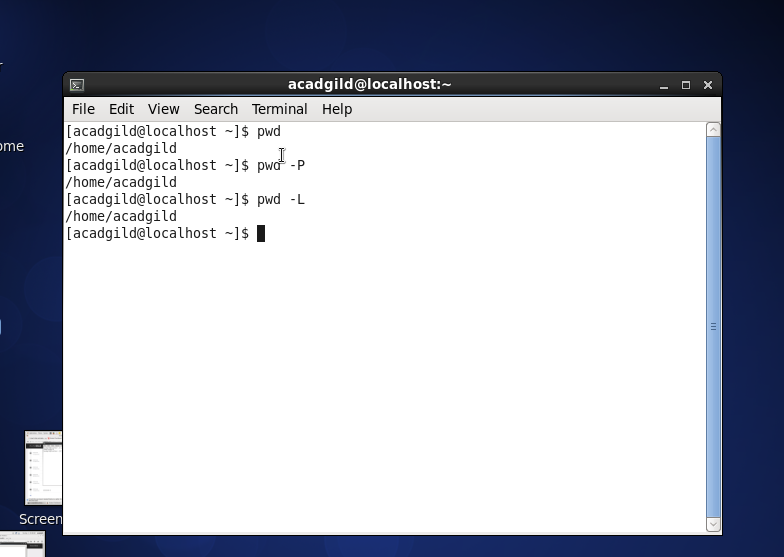 acadgild@localhost:~
File Edit View Search Terminal Help
[acadgild@localhost ~]$ pwd
/home/acadgild
[acadgild@localhost ~]$ pwd -P
/home/acadgild
[acadgild@localhost ~]$ pwd -L
/home/acadgild
[acadgild@localhost ~]$
ome
Screen